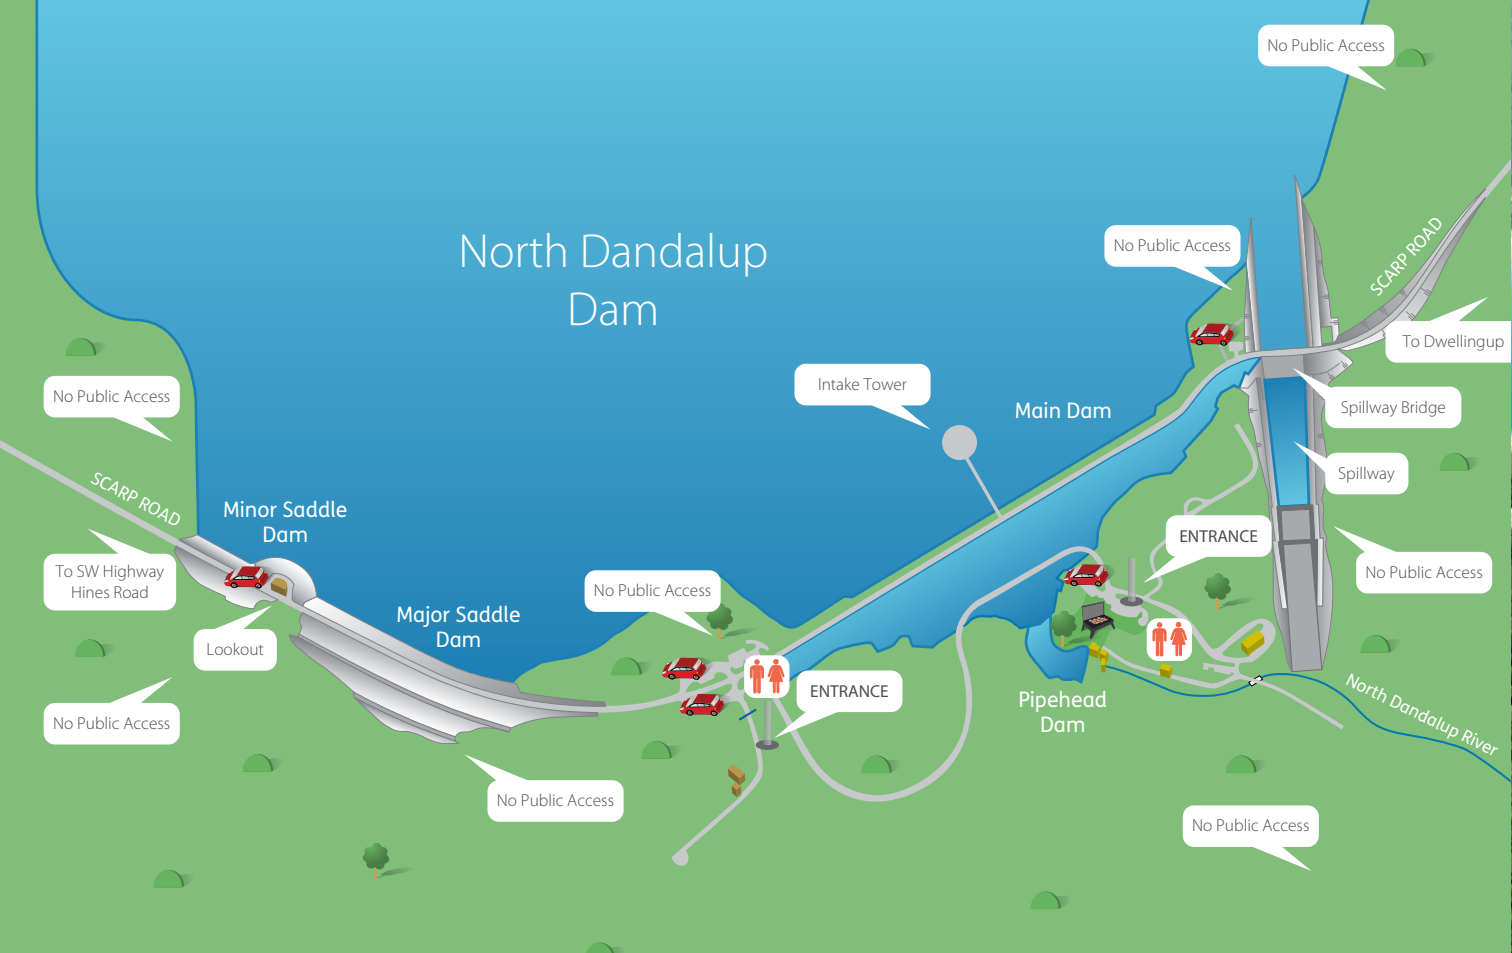 No Public Access
North Dandalup
Dam
No Public Access
SCARP ROAD
To Dwellingup
Intake Tower
Main Dam
No Public Access
Spillway Bridge
Spillway
SCARP ROAD
Minor Saddle
Dam
ENTRANCE
To SW Highway
Hines Road
No Public Access
No Public Access
Major Saddle
Dam
Lookout
ENTRANCE
Pipehead
Dam
North Dandalup River
No Public Access
No Public Access
No Public Access